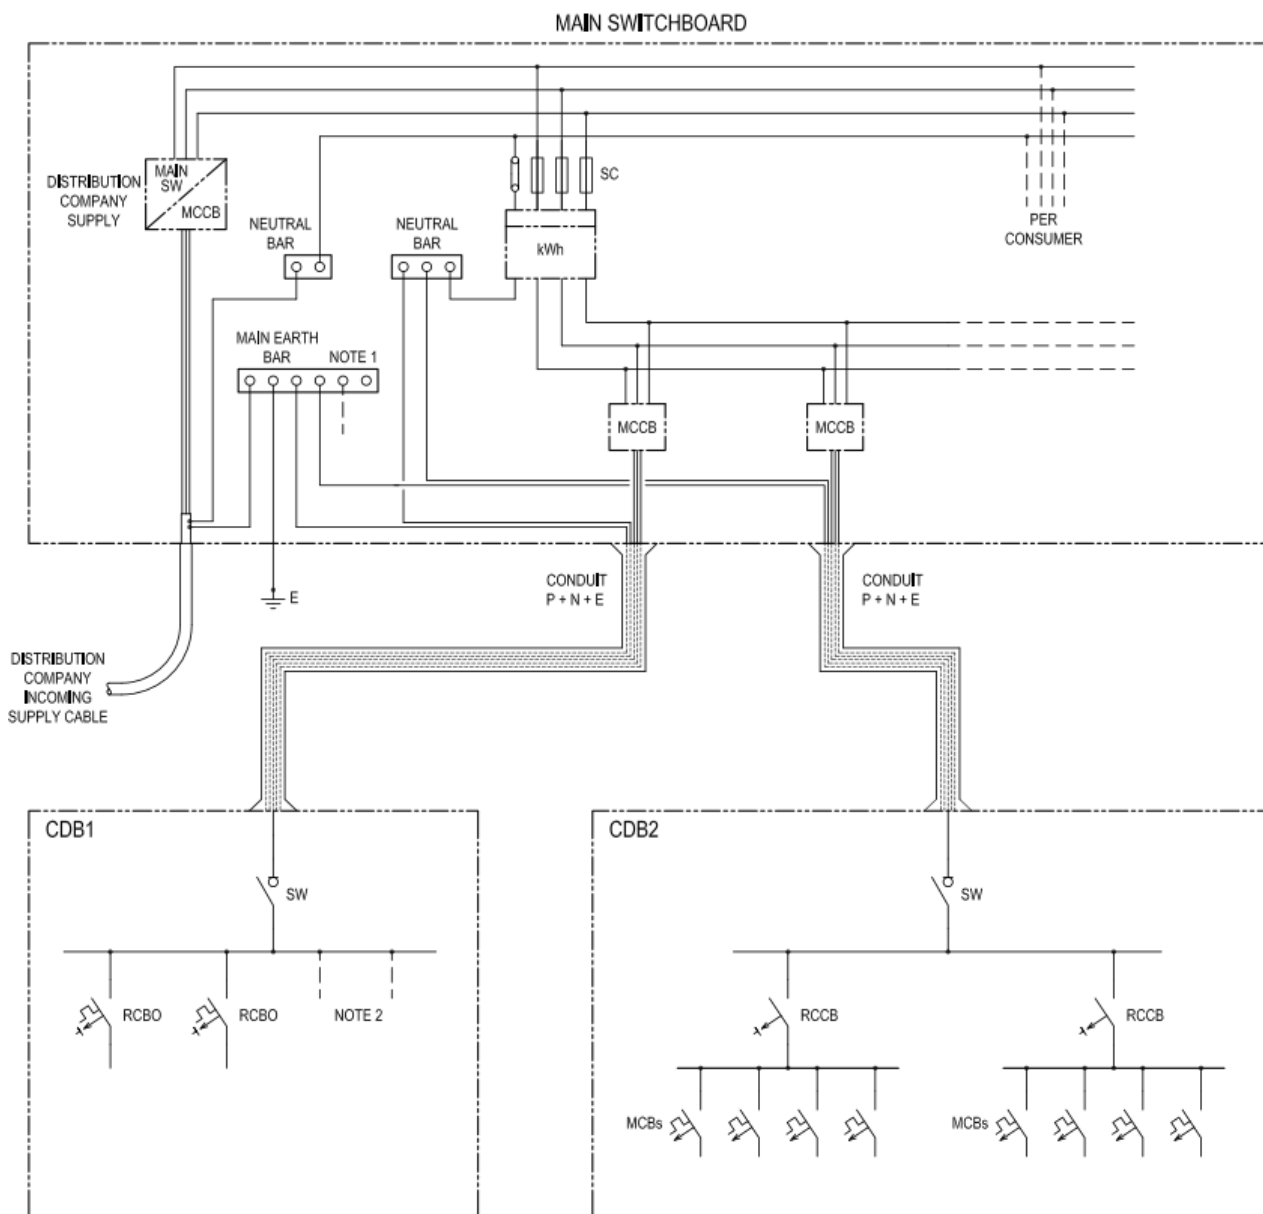 MAIN SWITCHBOARD
MAIN
SW
MCCB
DISTRIBUTION
COMPANY
SUPPLY
NEUTRAL
BAR
NEUTRAL
BAR
SC
kWh
PER
CONSUMER
MAIN EARTH
BAR
NOTE 1
MCCB
MCCB
E
CONDUIT
P + N + E
CONDUIT
P + N + E
DISTRIBUTION
COMPANY
INCOMING
SUPPLY CABLE
CDB1
SW
RCBO
RCBO
NOTE 2
CDB2
SW
RCCB
RCCB
MCBs
MCBs